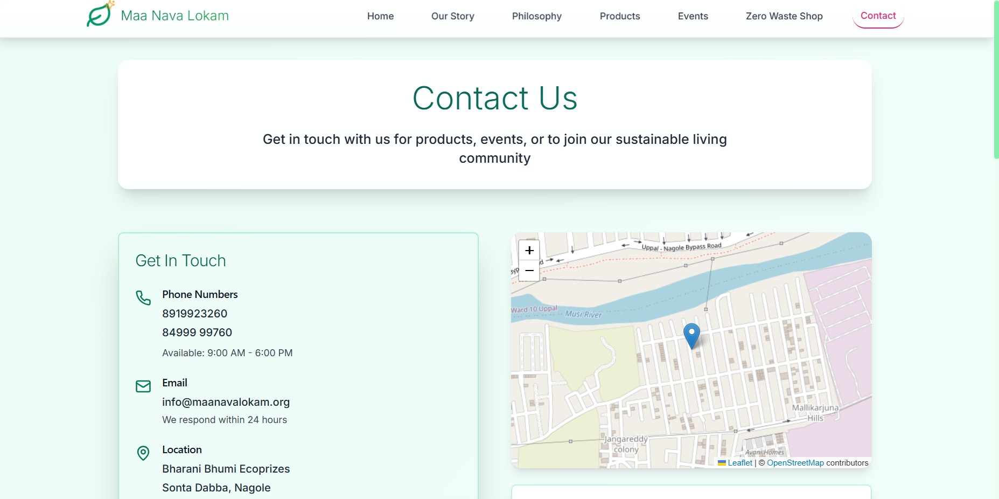 Maa Nava Lokam
Home
Our Story
Philosophy
Products
Events
Zero Waste Shop
Contact
Contact Us
Get in touch with us for products, events, or to join our sustainable living
community
Get In Touch
Phone Numbers
8919923260
84999 99760
Available: 9:00 AM - 6:00 PM
Email
info@maanavalokam.org
We respond within 24 hours
Location
Bharani Bhumi Ecoprizes
Sonta Dabba, Nagole
+
−
Uppal - Nagole Bypass Road
Ward 10 Uppal
Musi River
Mallikarjuna
Hills
Jangareddy
colony
Avani Homes
Leaflet | © OpenStreetMap contributors